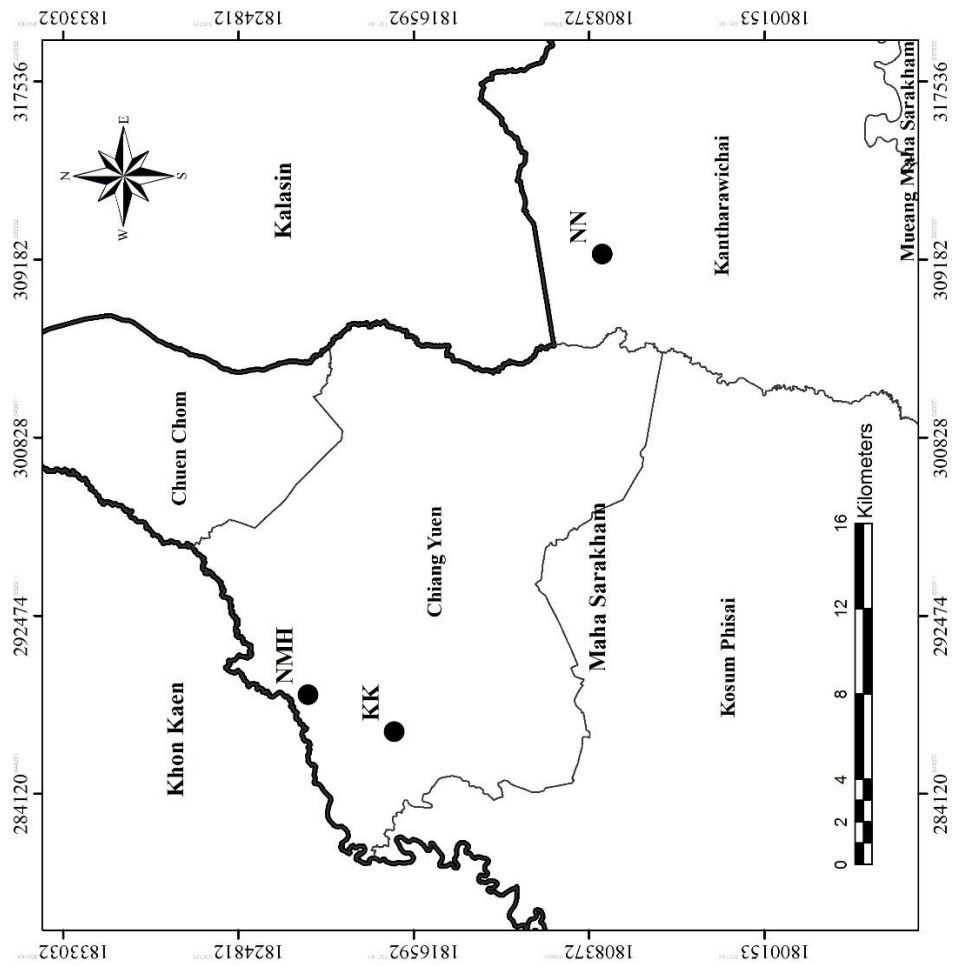 284120 292474 300828 309182 317536
1833032 1833032
N
W E
S
Khon Kaen
Chuen Chom
1824812 1824812
Kalasin
NMH
KK
1816592 1816592
Chiang Yuen
NN
1808872 1808872
Maha Sarakham
Kantharawichai
Kosum Phisai
1800153 1800153
0 2 4 8 12 16
Kilometers
Mueang Maha Sarakham
284120 292474 300828 309182 317536